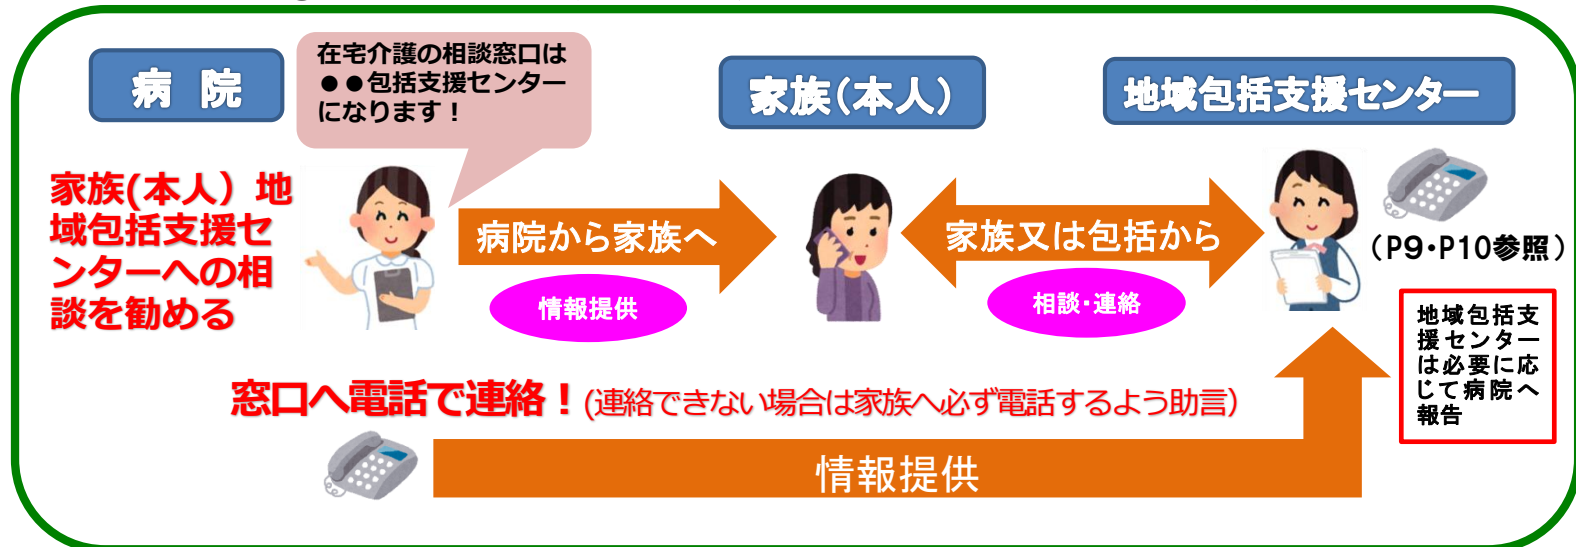 病 院
在宅介護の相談窓口は
●●包括支援センター
になります！
家族（本人）
地域包括支援センター
家族(本人）地
域包括支援セ
ンターへの相
談を勧める
病院から家族へ
情報提供
家族又は包括から
相談・連絡
（P9・P10参照）
地域包括支
援センター
は必要に応
じて病院へ
報告
窓口へ電話で連絡！(連絡できない場合は家族へ必ず電話するよう助言）
情報提供